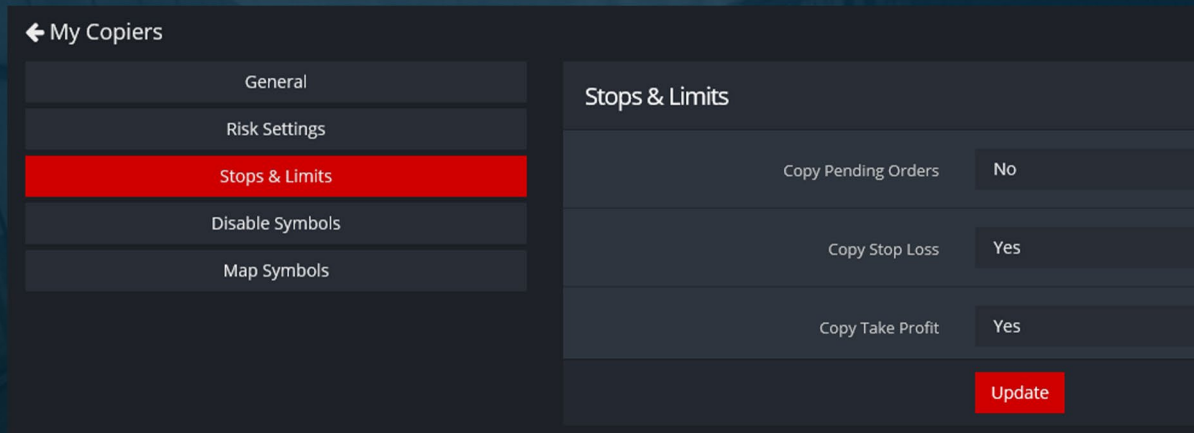 My Copiers
General
Risk Settings
Stops & Limits
Disable Symbols
Map Symbols
Stops & Limits
Copy Pending Orders No
Copy Stop Loss Yes
Copy Take Profit Yes
Update